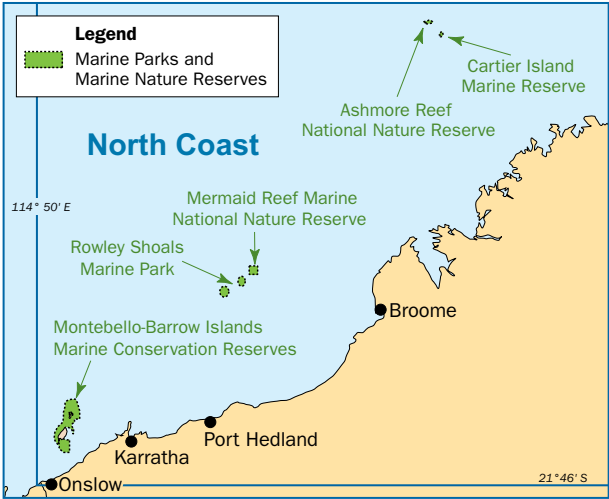 Legend
Marine Parks and
Marine Nature Reserves
Cartier Island
Marine Reserve
Ashmore Reef
National Nature Reserve
North Coast
114° 50' E
Mermaid Reef Marine
National Nature Reserve
Rowley Shoals
Marine Park
Broome
Montebello-Barrow Islands
Marine Conservation Reserves
Port Hedland
Karratha
Onslow
21°46' S